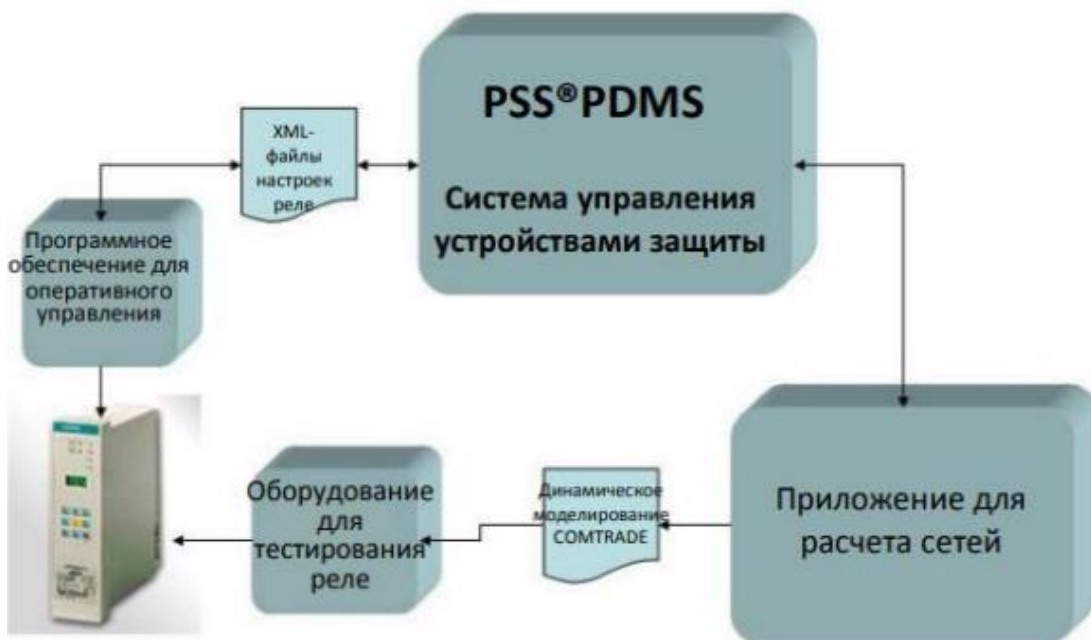 PSS®PDMS
Система управления
устройствами защиты
XML-
файлы
настроек
реле
Программное
обеспечение для
оперативного
управления
Оборудование
для
тестирования
реле
Динамическое
моделирование
COMTRADE
Приложение для
расчета сетей